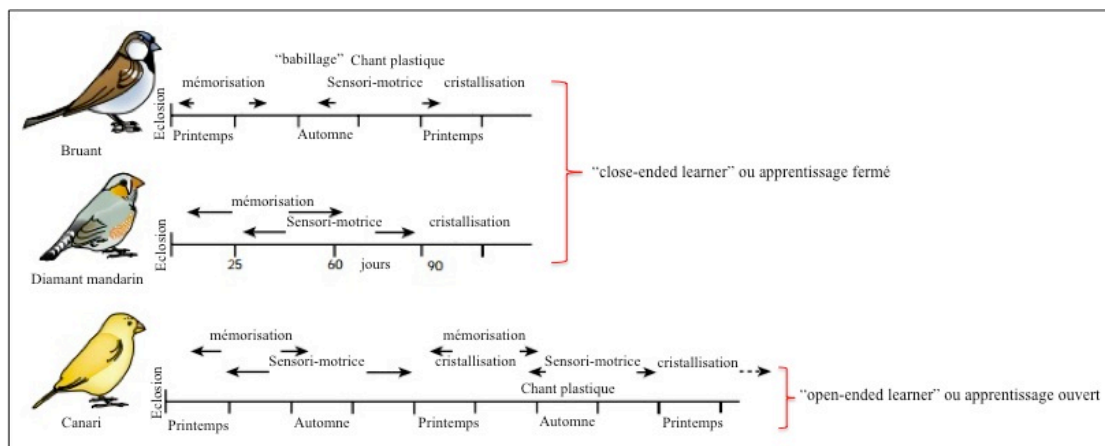 “babillage” Chant plastique
mémorisation Sensori-motrice cristallisation
Eclosion
Printemps Automne Printemps
Bruant
“close-ended learner” ou apprentissage fermé
mémorisation
Sensori-motrice cristallisation
Eclosion
25 60 jours 90
Diamant mandarin
mémorisation mémorisation
Sensori-motrice cristallisation Sensori-motrice cristallisation
Chant plastique
Eclosion
“open-ended learner” ou apprentissage ouvert
Printemps Automne Printemps Automne Printemps
Canari